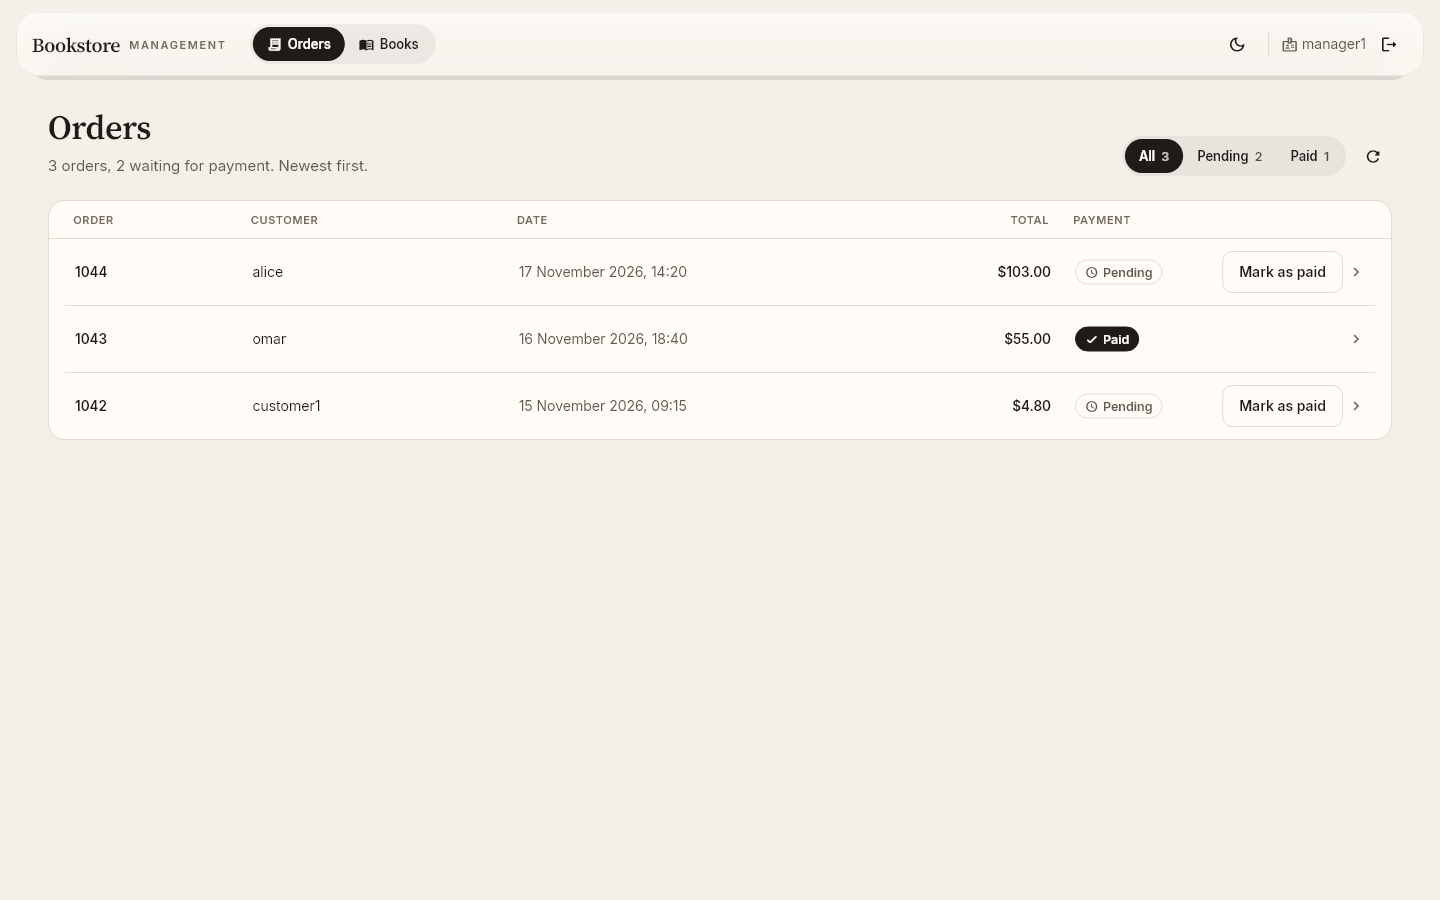 Bookstore MANAGEMENT Orders Books manager1
Orders
3 orders, 2 waiting for payment. Newest first.
All 3 Pending 2 Paid 1
ORDER CUSTOMER DATE TOTAL PAYMENT
1044 alice 17 November 2026, 14:20 $103.00 Pending Mark as paid
1043 omar 16 November 2026, 18:40 $55.00 Paid
1042 customer1 15 November 2026, 09:15 $4.80 Pending Mark as paid